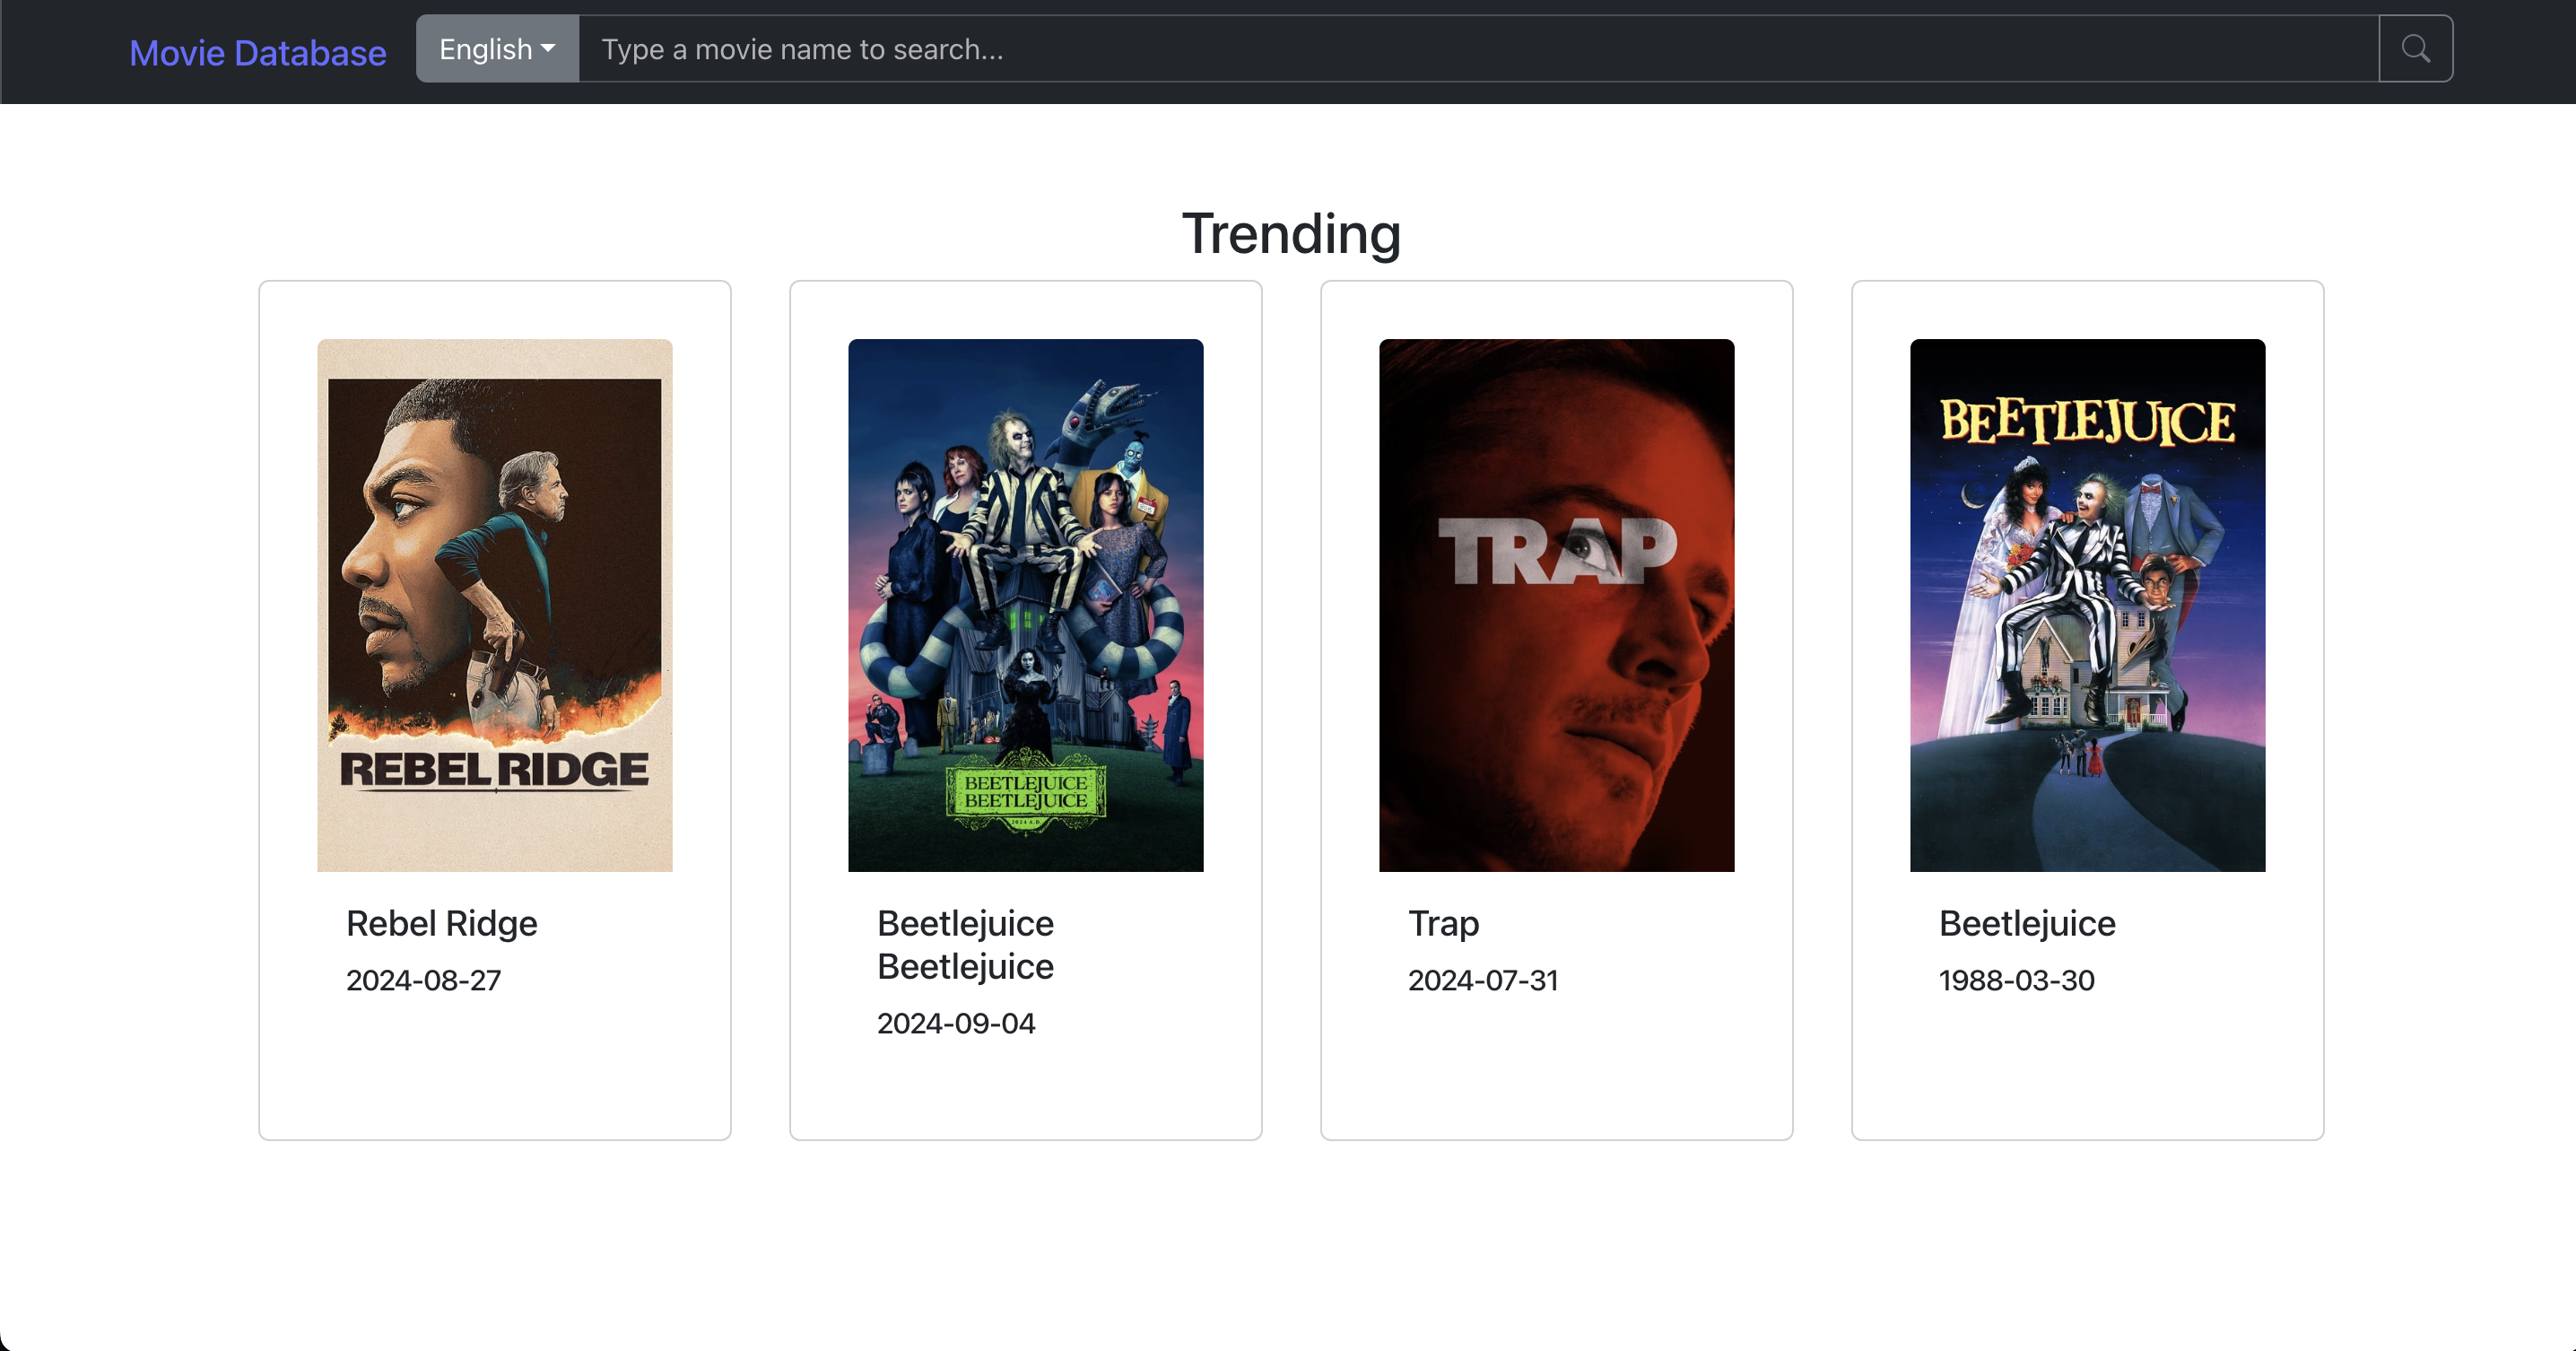 Movie Database
English
Type a movie name to search...
Trending
REBEL RIDGE
BEETLEJUICE
BEETLEJUICE
2024 A.D.
TRAP
BEETLEJUICE
Rebel Ridge
2024-08-27
Beetlejuice
Beetlejuice
2024-09-04
Trap
2024-07-31
Beetlejuice
1988-03-30